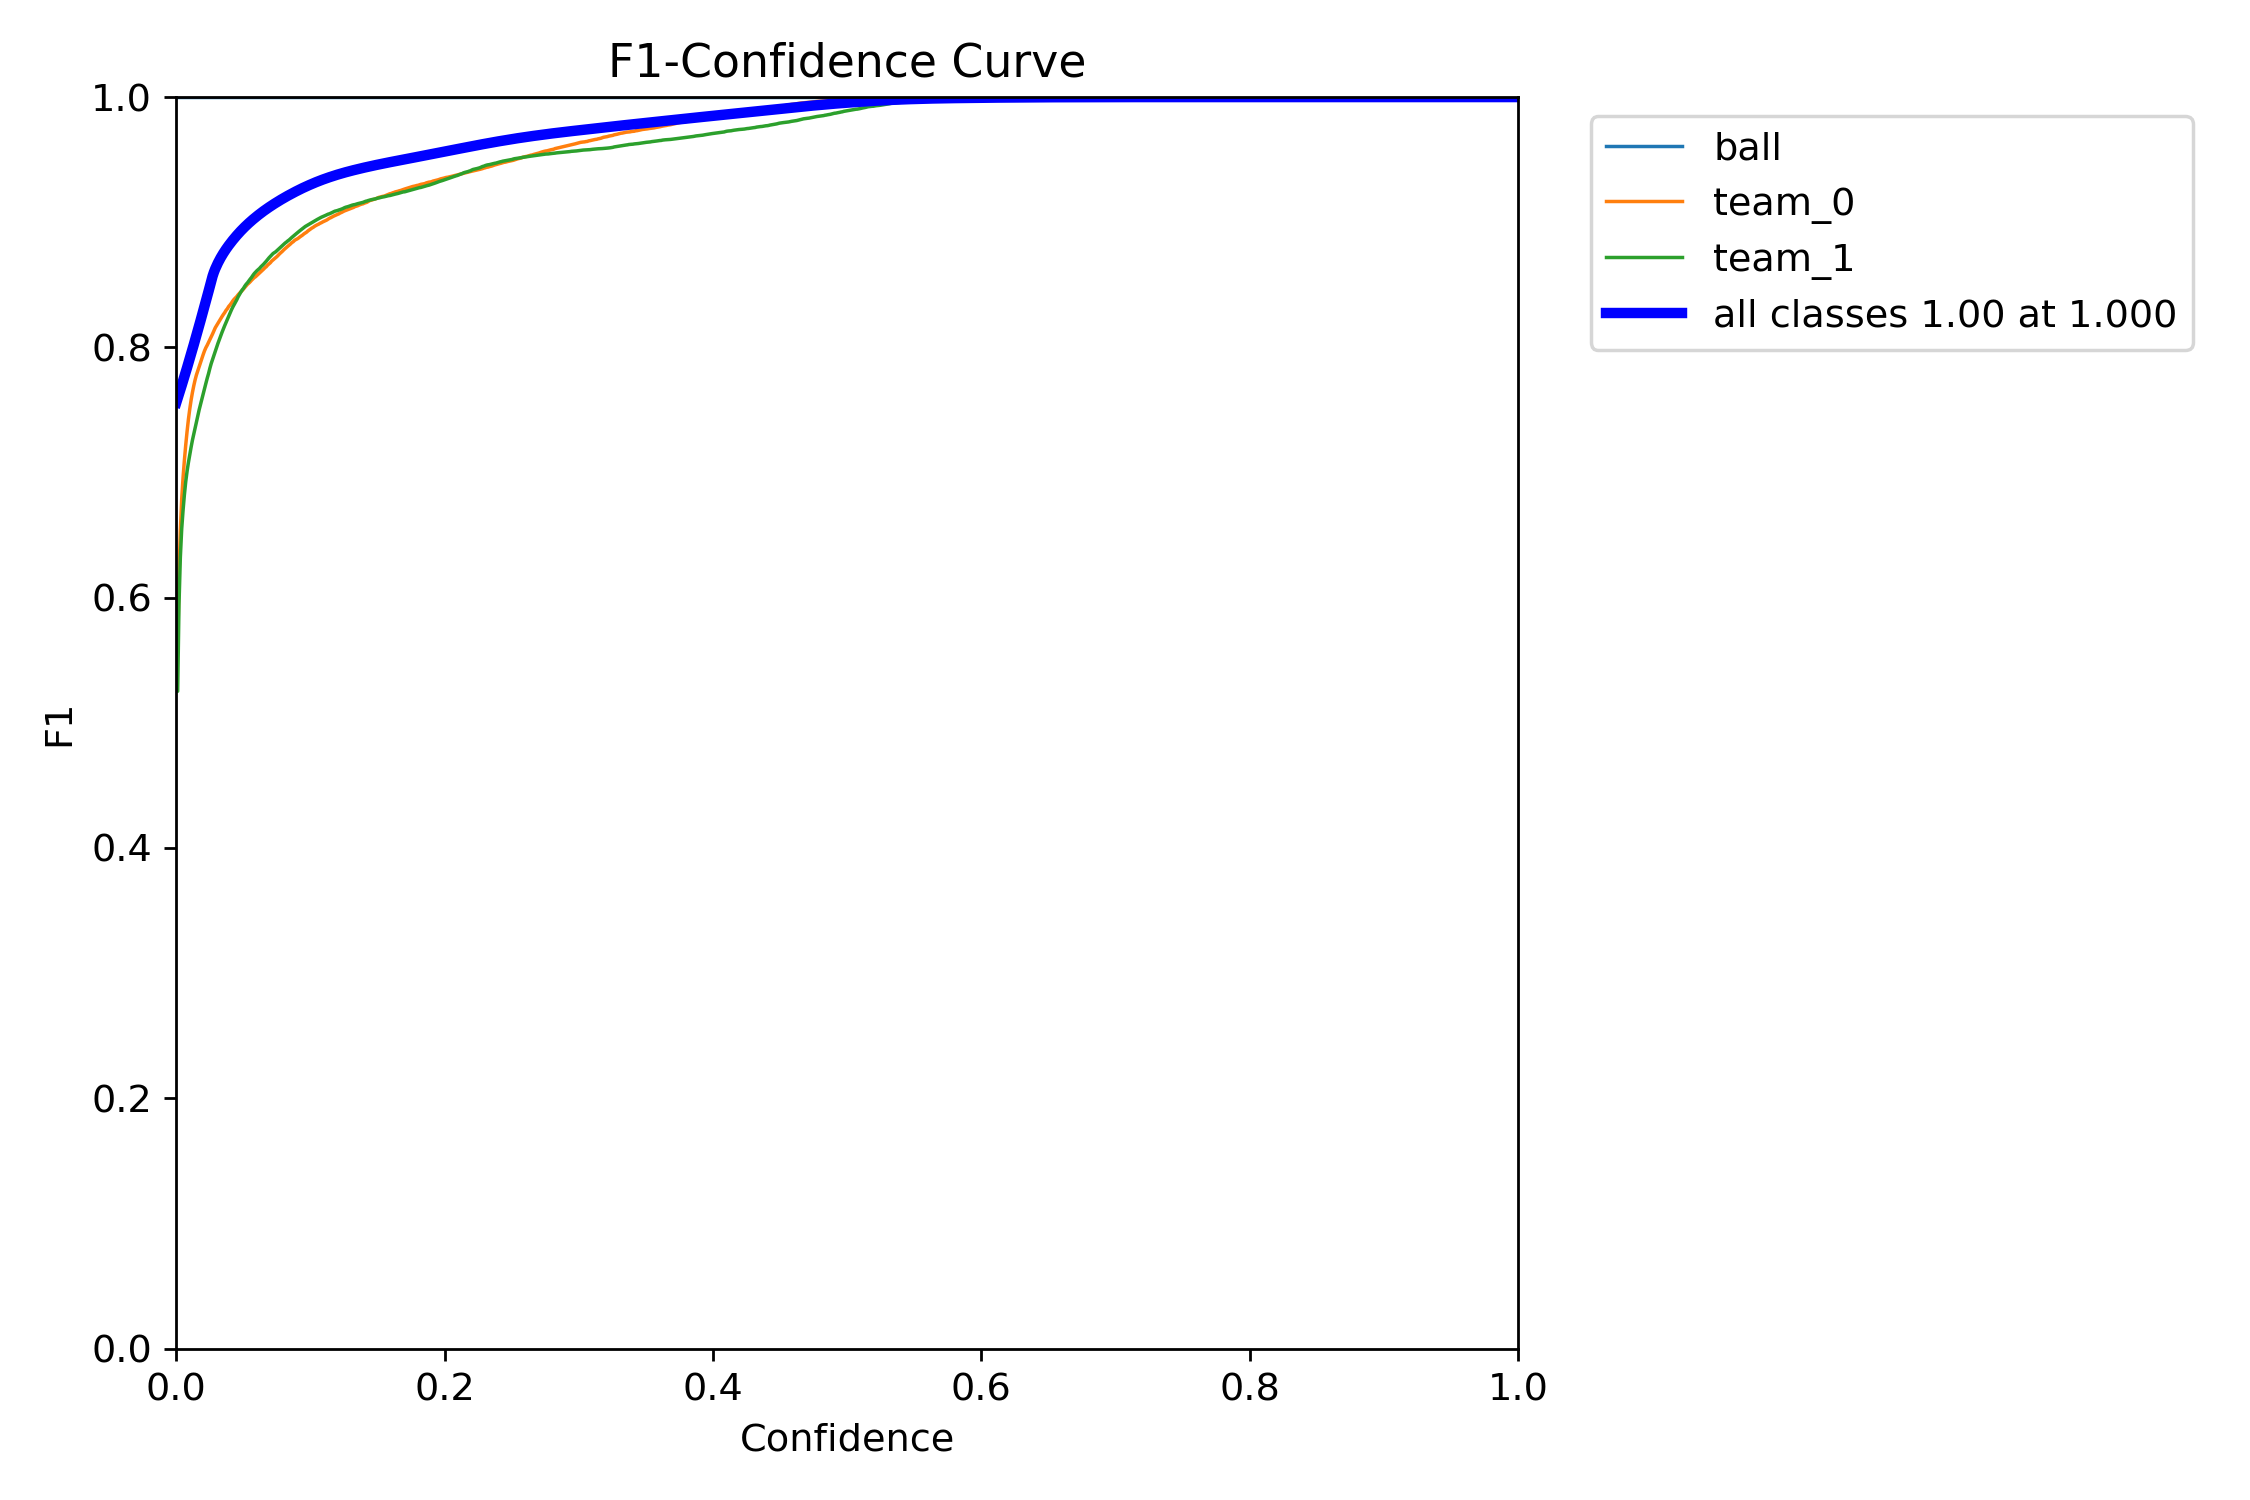 F1-Confidence Curve
1.0
0.8
0.6
0.4
0.2
0.0
F1
0.0 0.2 0.4 0.6 0.8 1.0
Confidence
ball
team_0
team_1
all classes 1.00 at 1.000